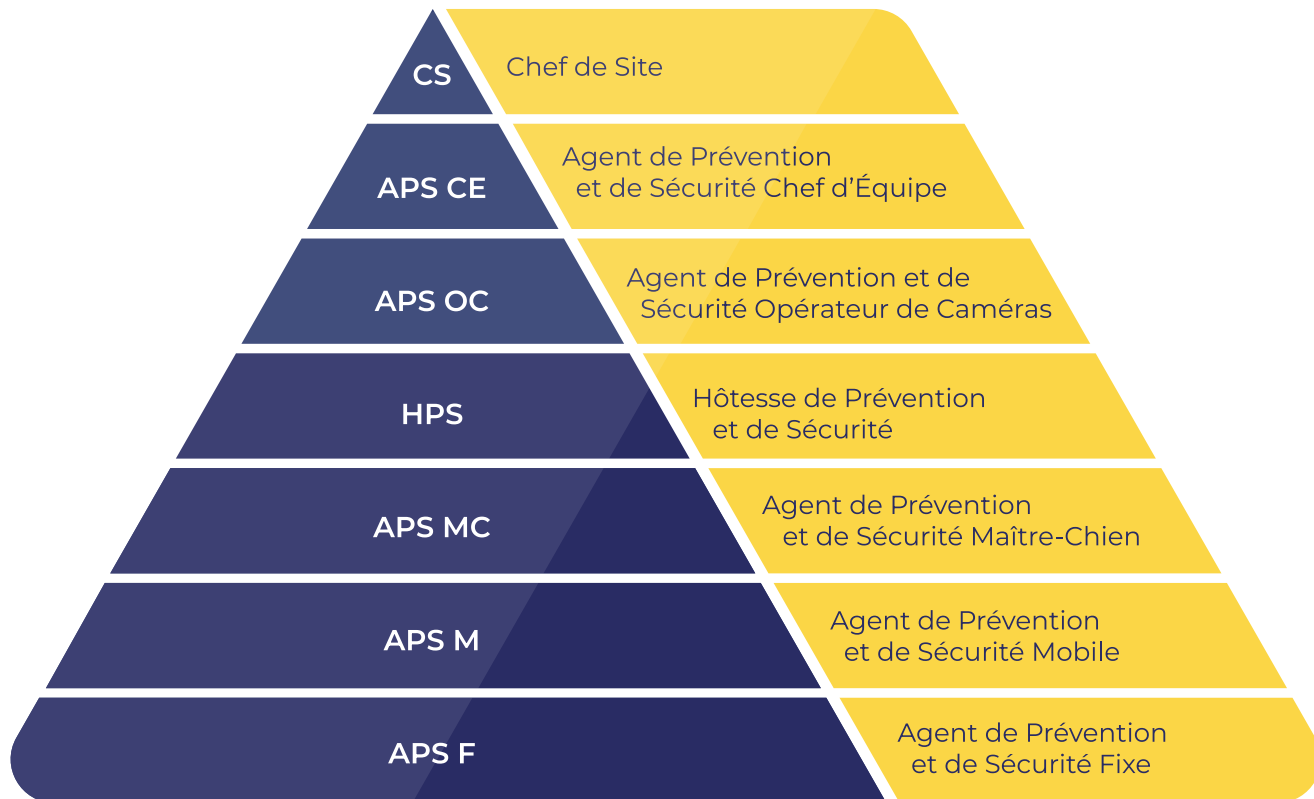 CS
Chef de Site
APS CE
Agent de Prévention
et de Sécurité Chef d’Équipe
APS OC
Agent de Prévention et de
Sécurité Opérateur de Caméras
HPS
Hôtesse de Prévention
et de Sécurité
APS MC
Agent de Prévention
et de Sécurité Maître-Chien
APS M
Agent de Prévention
et de Sécurité Mobile
APS F
Agent de Prévention
et de Sécurité Fixe